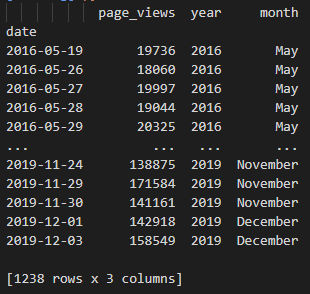 page_views year month
date
2016-05-19 19736 2016 May
2016-05-26 18060 2016 May
2016-05-27 19997 2016 May
2016-05-28 19044 2016 May
2016-05-29 20325 2016 May
... ... ... ...
2019-11-24 138875 2019 November
2019-11-29 171584 2019 November
2019-11-30 141161 2019 November
2019-12-01 142918 2019 December
2019-12-03 158549 2019 December
[1238 rows x 3 columns]